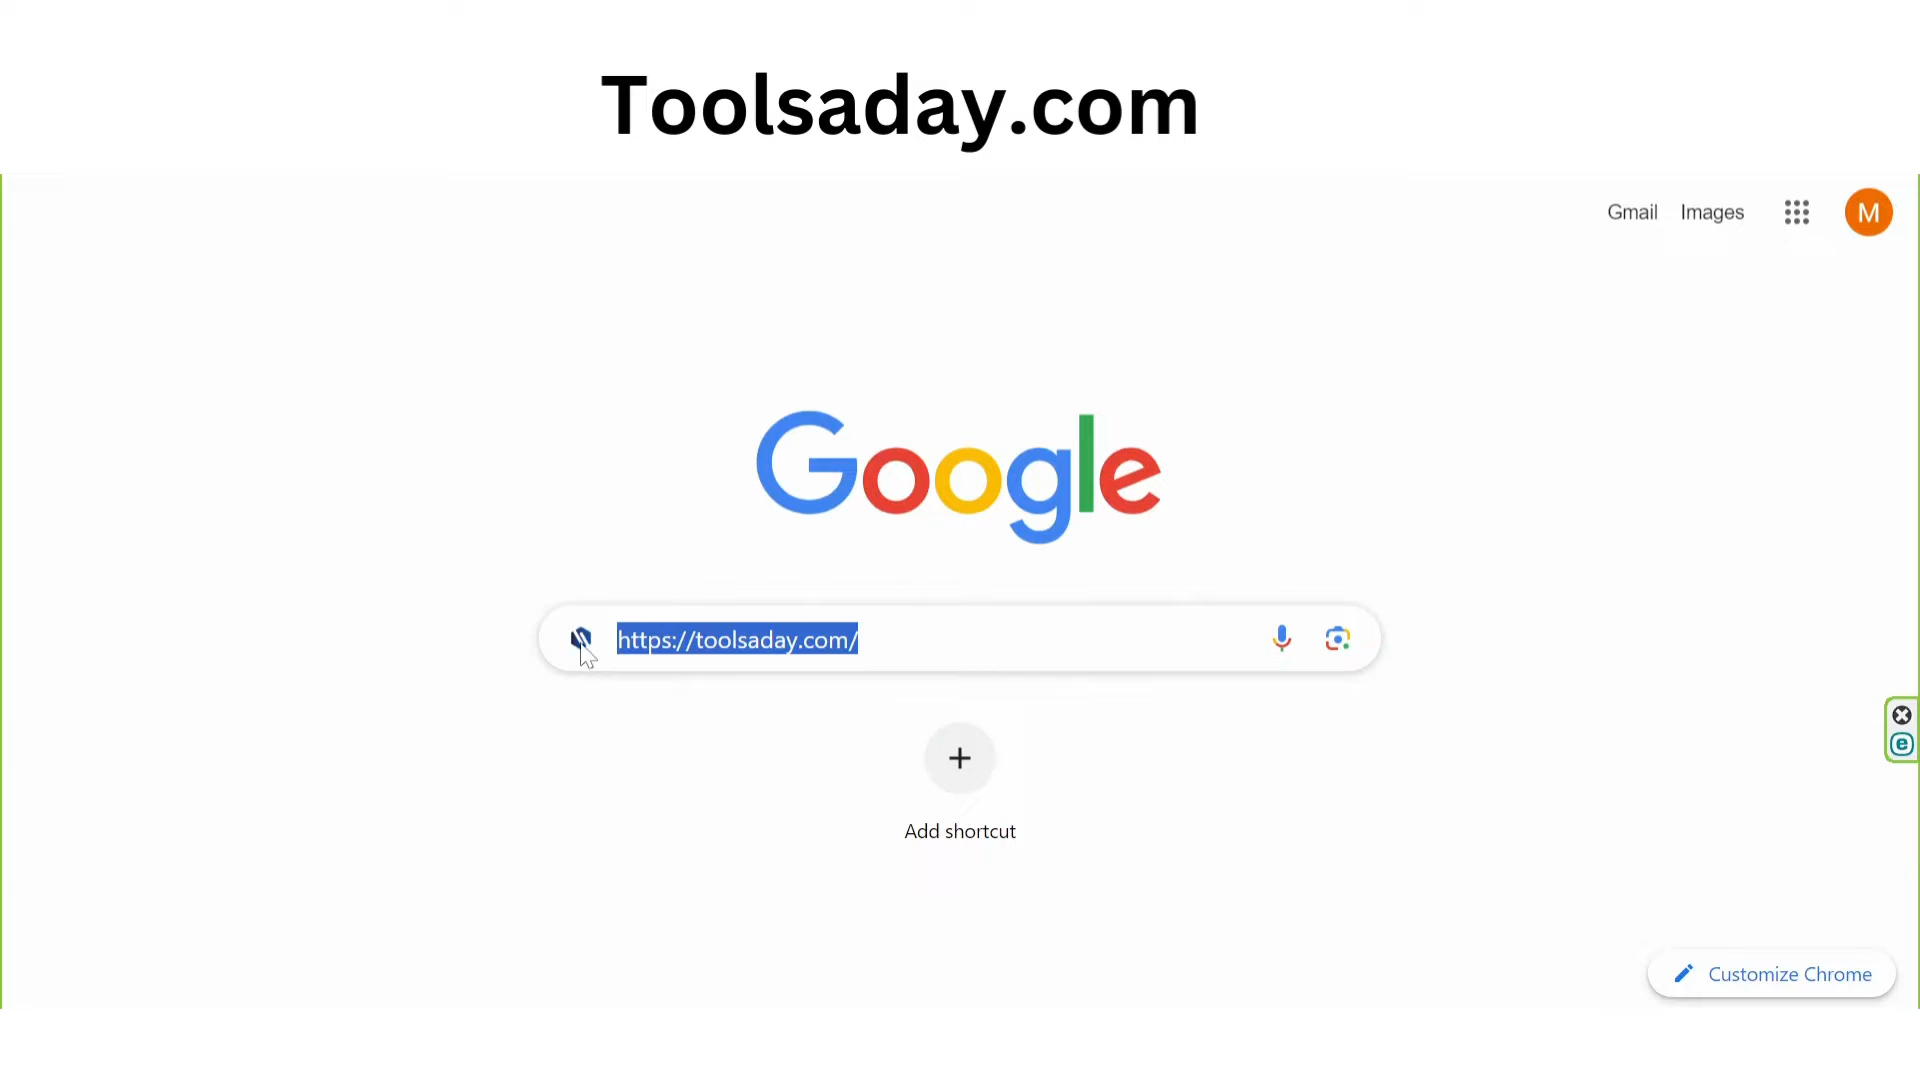 Toolsaday.com
Gmail Images
M
Google
https://toolsaday.com/
Add shortcut
Customize Chrome